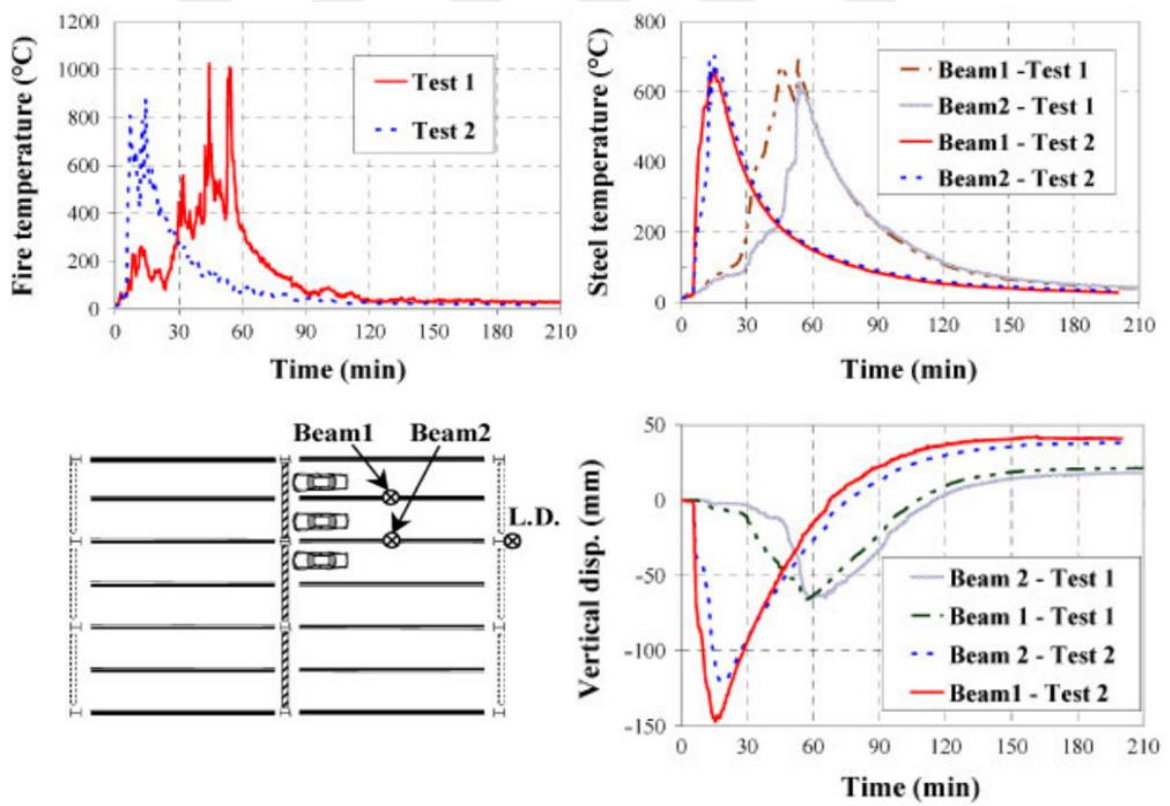 Fire temperature (°C)
1200
1000
800
600
400
200
0
Test 1
Test 2
0 30 60 90 120 150 180 210
Time (min)
Steel temperature (°C)
800
600
400
200
0
Beam1 -Test 1
Beam2 - Test 1
Beam1 - Test 2
Beam2 - Test 2
0 30 60 90 120 150 180 210
Time (min)
Beam1 Beam2
L.D.
Vertical disp. (mm)
50
0
-50
-100
-150
Beam 2 - Test 1
Beam 1 - Test 1
Beam 2 - Test 2
Beam1 - Test 2
0 30 60 90 120 150 180 210
Time (min)